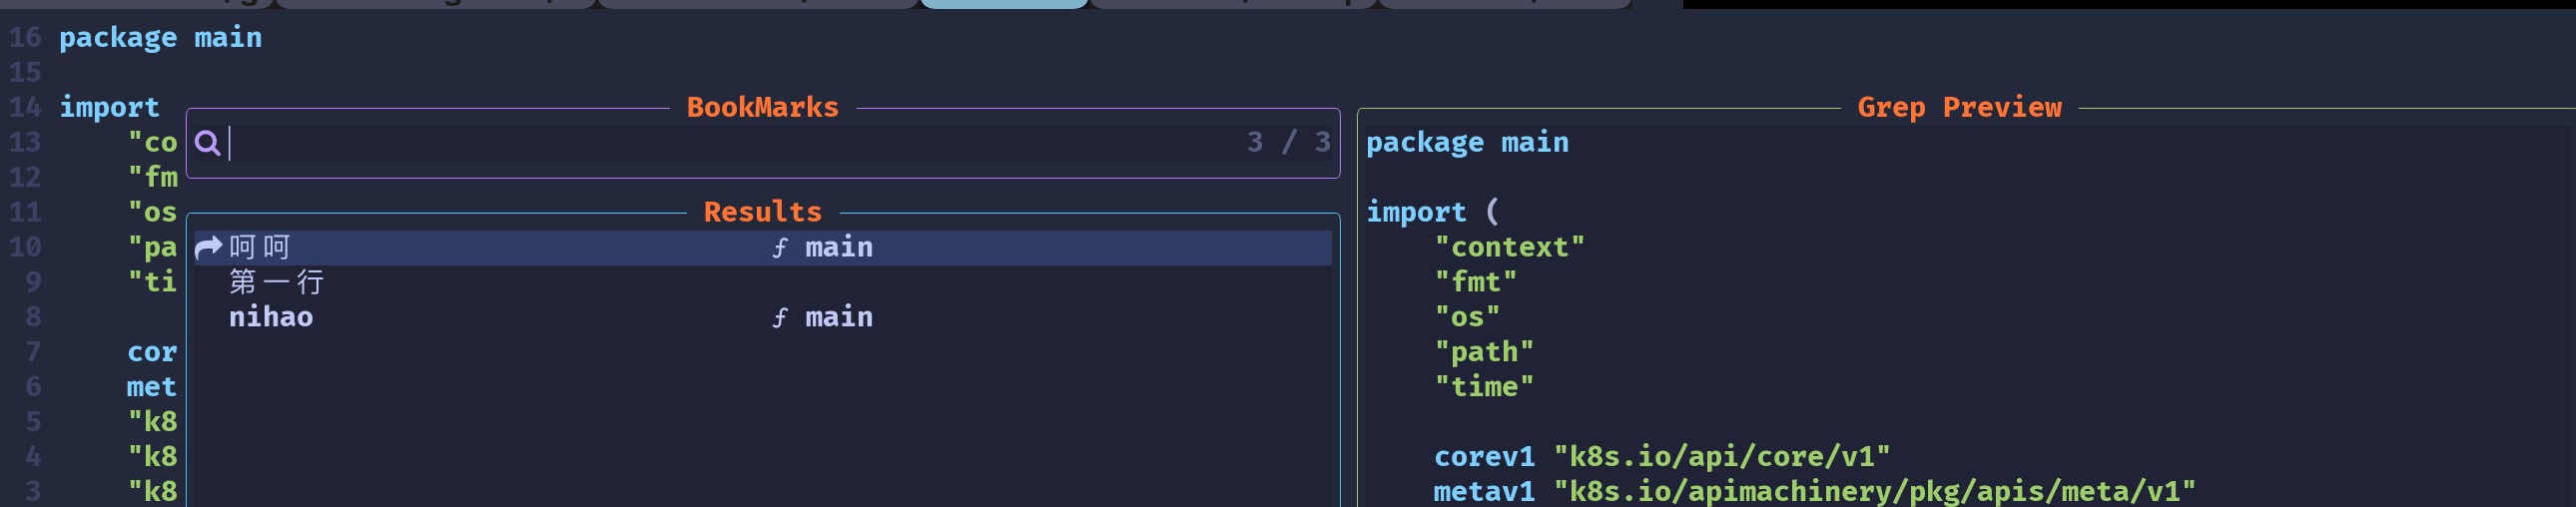 16 package main
15
14 import
13 "co
12 "fm
11 "os
10 "pa
9 "ti
8
7 cor
6 met
5 "k8
4 "k8
3 "k8
BookMarks
3 / 3
Results
呵呵 ƒ main
第一行
nihao ƒ main
Grep Preview
package main
import (
"context"
"fmt"
"os"
"path"
"time"
corev1 "k8s.io/api/core/v1"
metav1 "k8s.io/apimachinery/pkg/apis/meta/v1"